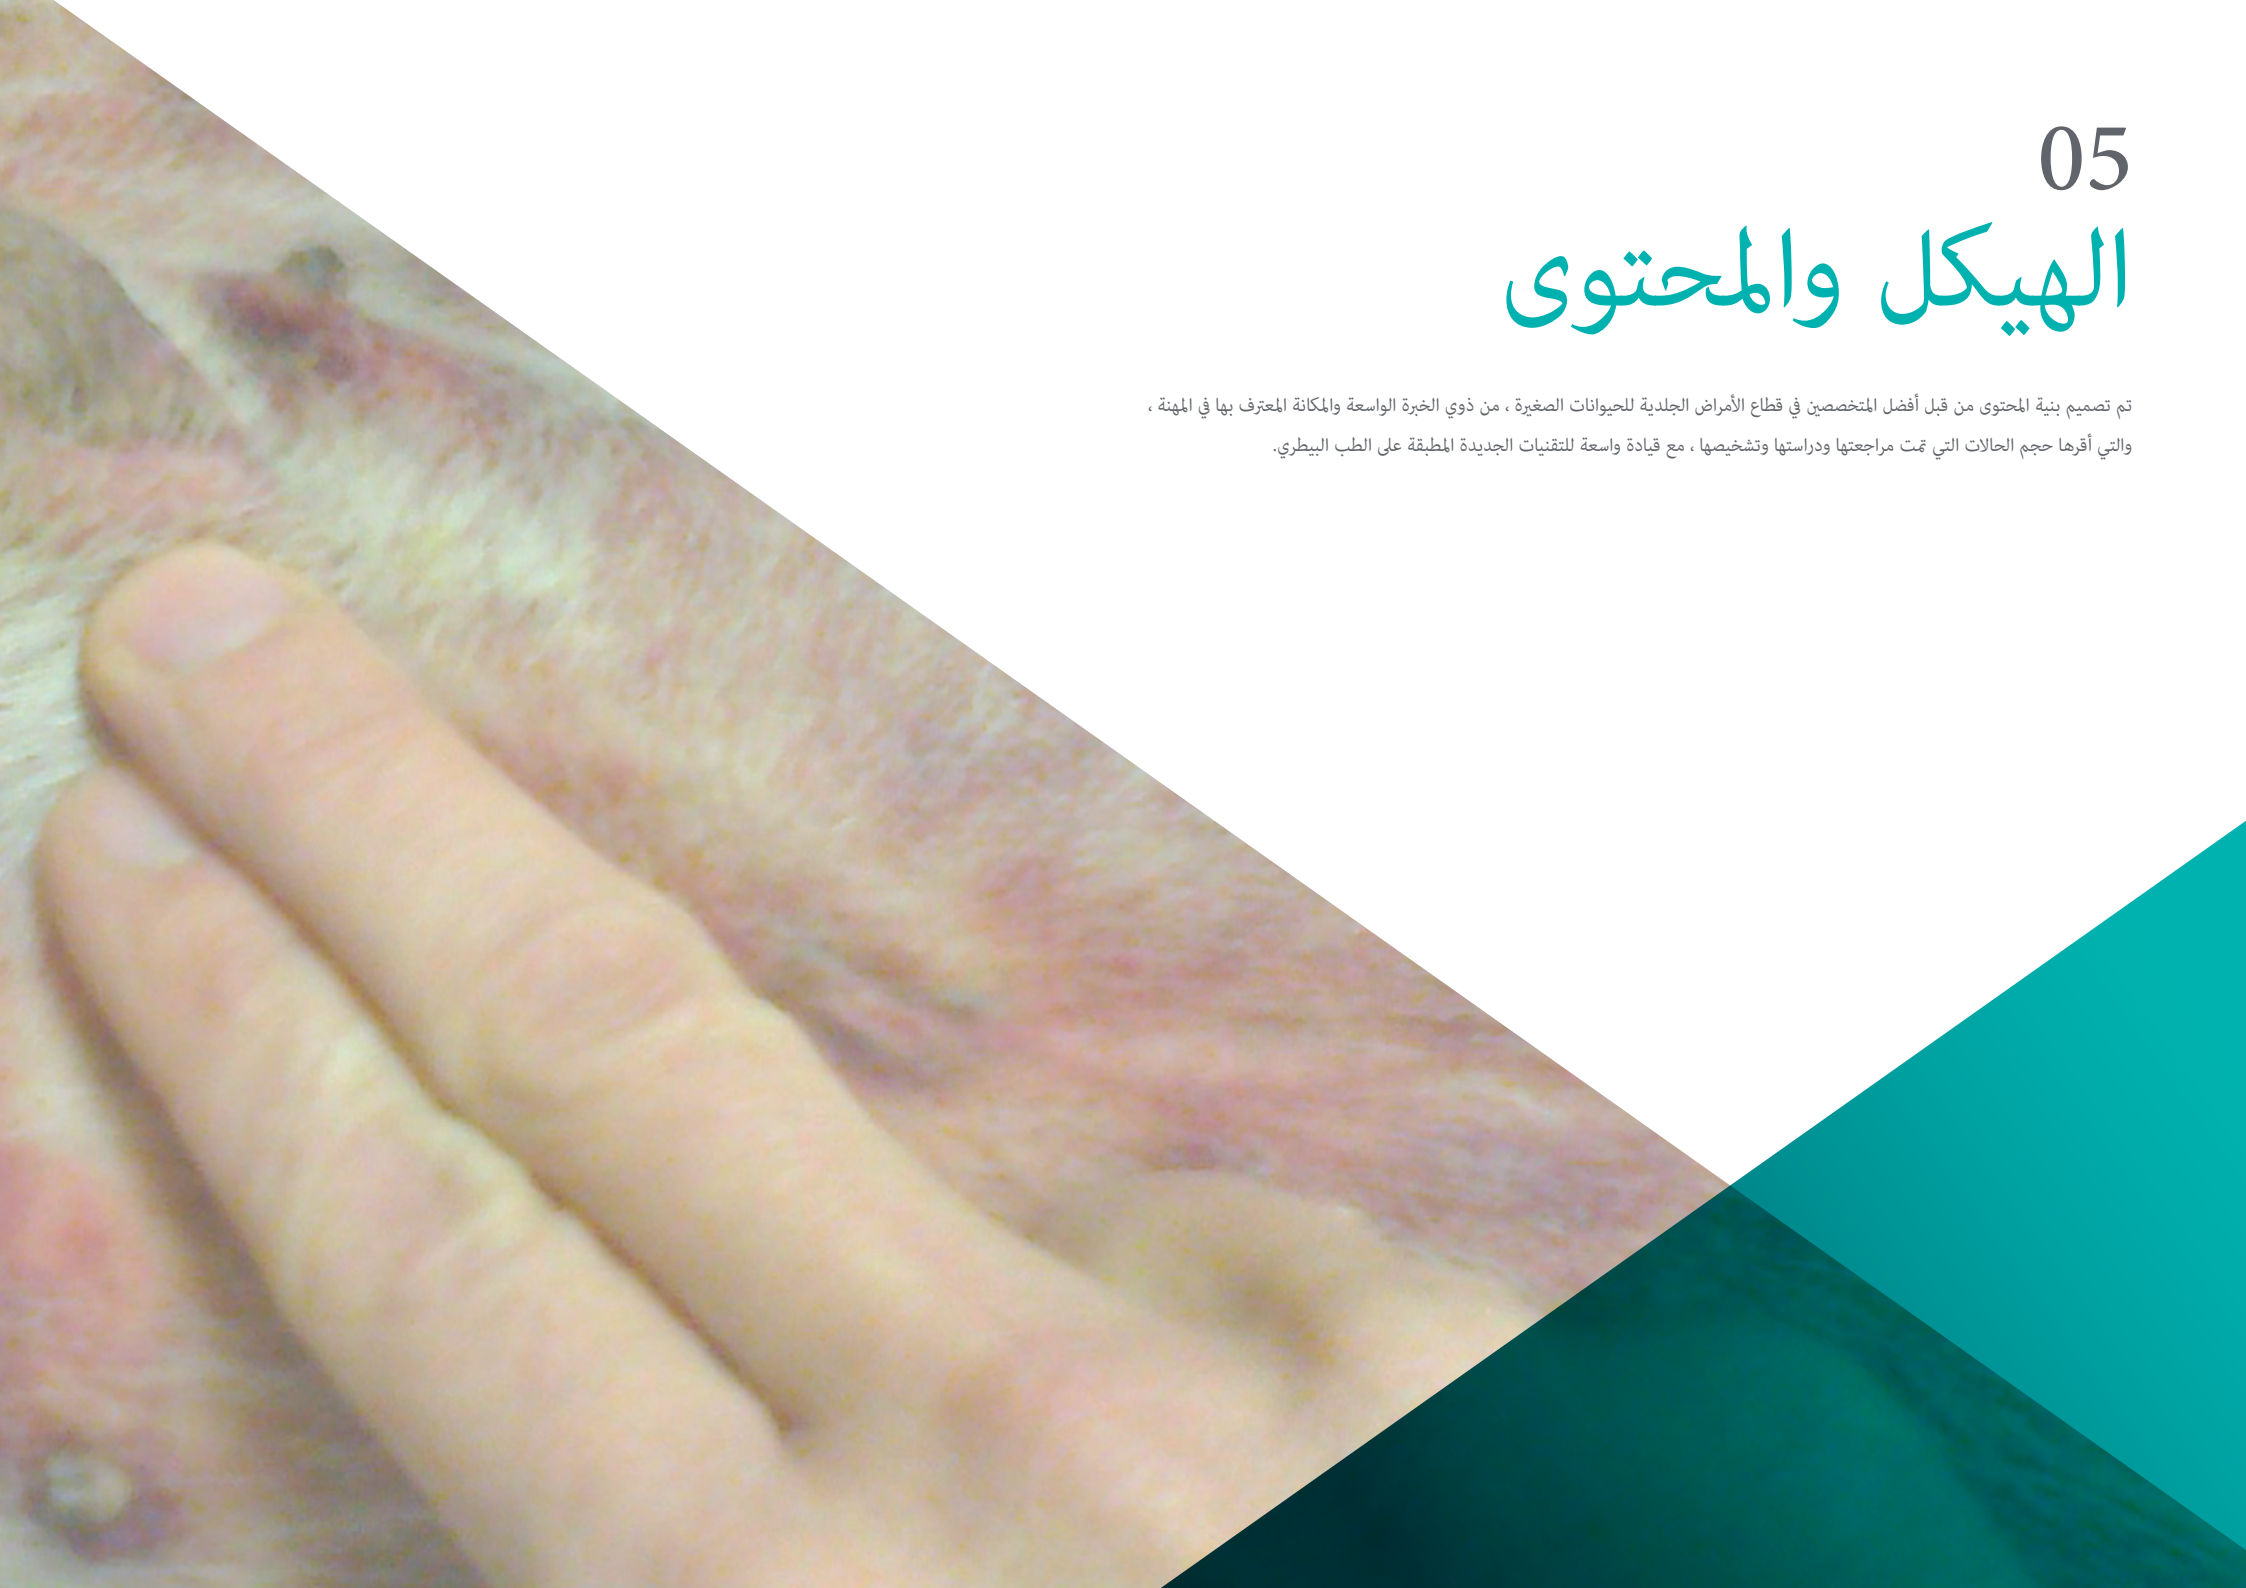 05
الهيكل والمحتوى
تم تصميم بنية المحتوى من قبل أفضل المتخصصين في قطاع الأمراض الجلدية للحيوانات الصغيرة ، من ذوي الخبرة الواسعة والمكانة المعترف بها في المهنة ،
والتي أقرها حجم الحالات التي تمت مراجعتها ودراستها وتشخيصها ، مع قيادة واسعة للتقنيات الجديدة المطبقة على الطب البيطري.